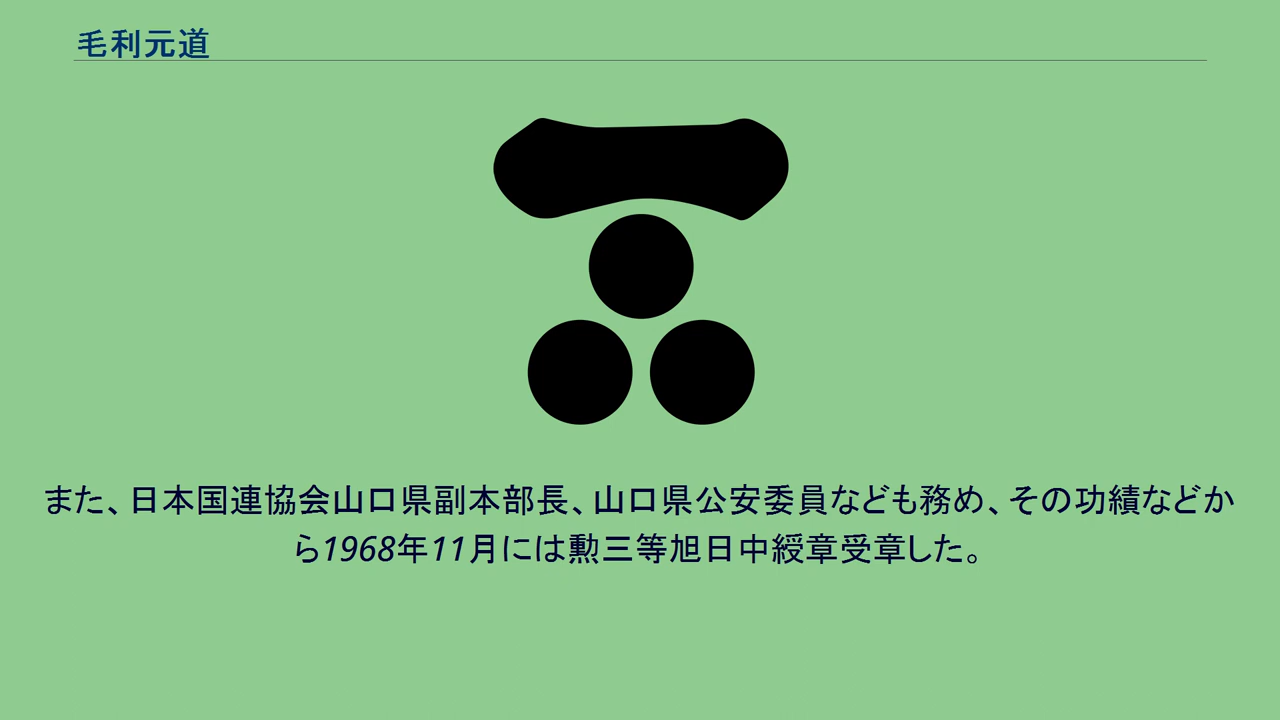 毛利元道
また、日本国連協会山口県副本部長、山口県公安委員なども務め、その功績などか
ら1968年11月には勲三等旭日中綬章受章した。